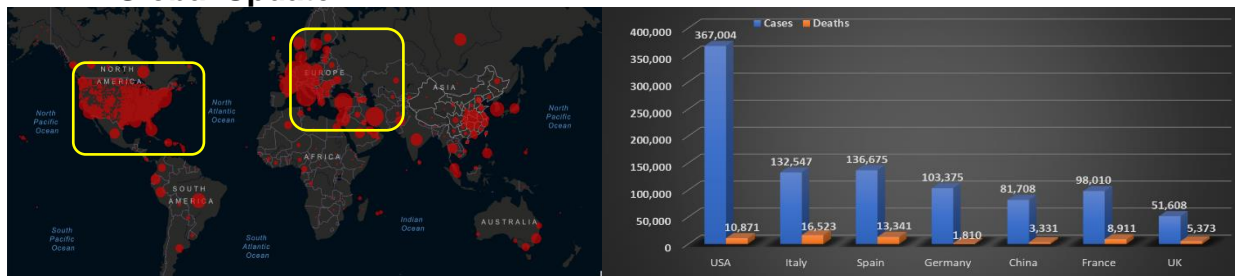 Global Update
NORTH
AMERICA
EUROPE
ASIA
North
Pacific
Ocean
North
Atlantic
Ocean
AFRICA
SOUTH
AMERICA
Indian
Ocean
AUSTRALIA
South
Pacific
Ocean
South
Atlantic
Ocean
Cases Deaths
400,000
350,000
300,000
250,000
200,000
150,000
100,000
50,000
0
367,004
132,547
136,675
103,375
81,708
98,010
51,608
10,871
16,523
13,341
1,810
3,331
8,911
5,373
USA Italy Spain Germany China France UK